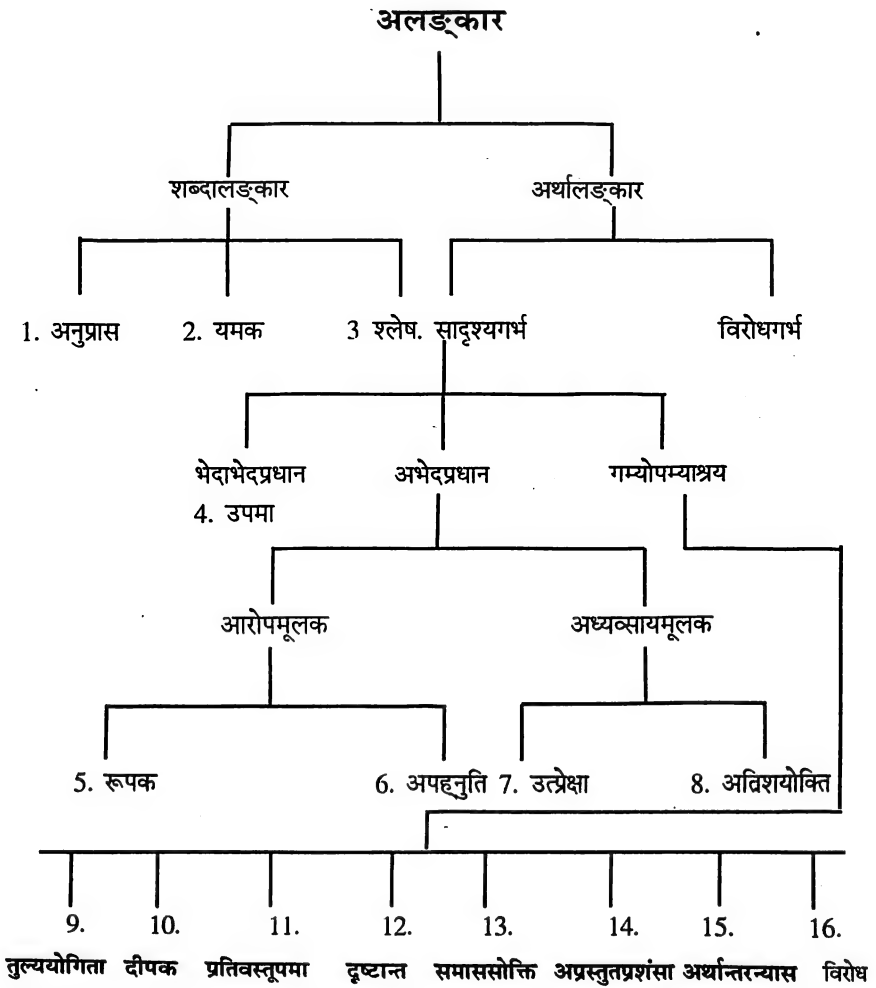 अलङ्कार
शब्दालङ्कार अर्थालङ्कार
1. अनुप्रास 2. यमक 3 श्लेष. सादृश्यगर्भ विरोधगर्भ
भेदाभेदप्रधान अभेदप्रधान गम्योपम्याश्रय
4. उपमा
आरोपमूलक अध्यव्सायमूलक
5. रूपक 6. अपह्नुति 7. उत्प्रेक्षा 8. अतिशयोक्ति
9. 10. 11. 12. 13. 14. 15. 16.
तुल्ययोगिता दीपक प्रतिवस्तूपमा दृष्टान्त समाससोक्ति अप्रस्तुतप्रशंसा अर्थान्तरन्यास विरोध